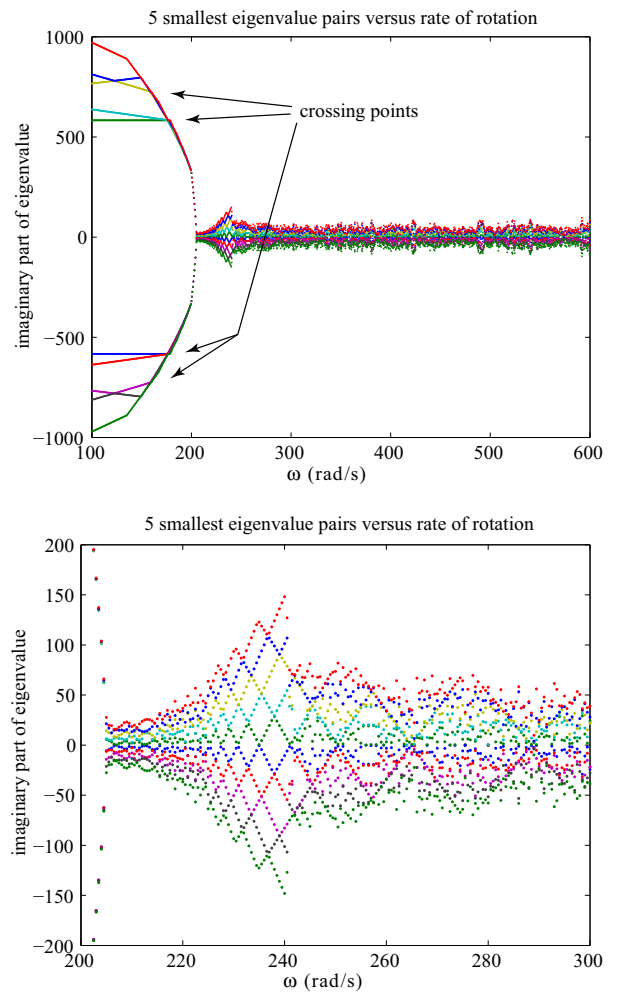 5 smallest eigenvalue pairs versus rate of rotation
1000
500
0
−500
−1000
imaginary part of eigenvalue
crossing points
100 200 300 400 500 600
ω (rad/s)
5 smallest eigenvalue pairs versus rate of rotation
200
150
100
50
0
−50
−100
−150
−200
imaginary part of eigenvalue
200 220 240 260 280 300
ω (rad/s)